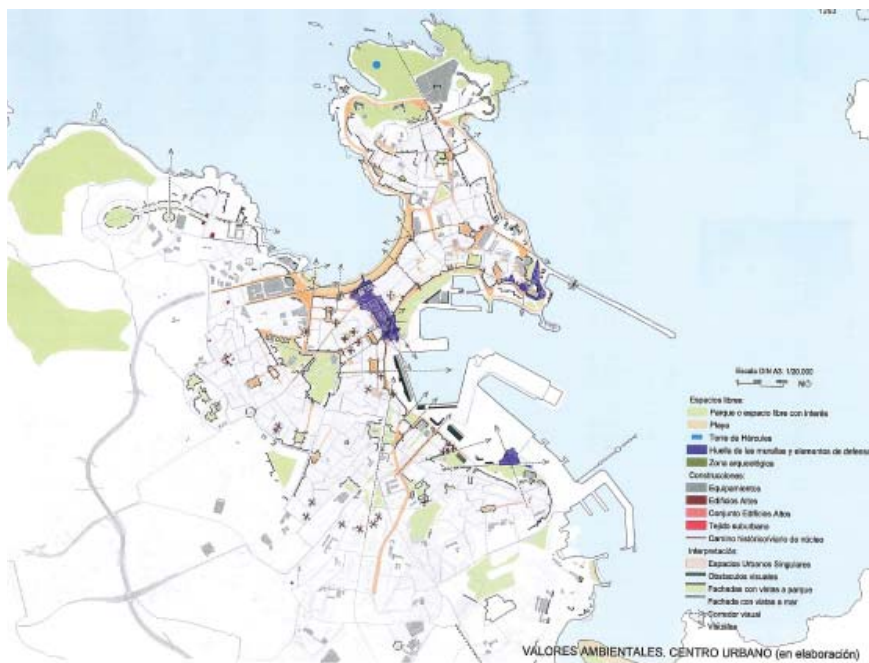 Escala DIN A3: 1/20.000
Espacios libres:
Parque o espacio libre con interés
Playa
Torre de Hércules
Huella de las murallas y elementos de defensa
Zona arqueológica
Construcciones:
Equipamientos
Edificios Altos
Conjunto Edificios Altos
Tejido suburbano
Camino histórico/viario de núcleo
Interpretación:
Espacios Urbanos Singulares
Obstaculos visuales
Fachadas con vistas a parque
Fachada con vistas a mar
Corredor visual
Visuales
VALORES AMBIENTALES. CENTRO URBANO (en elaboración)